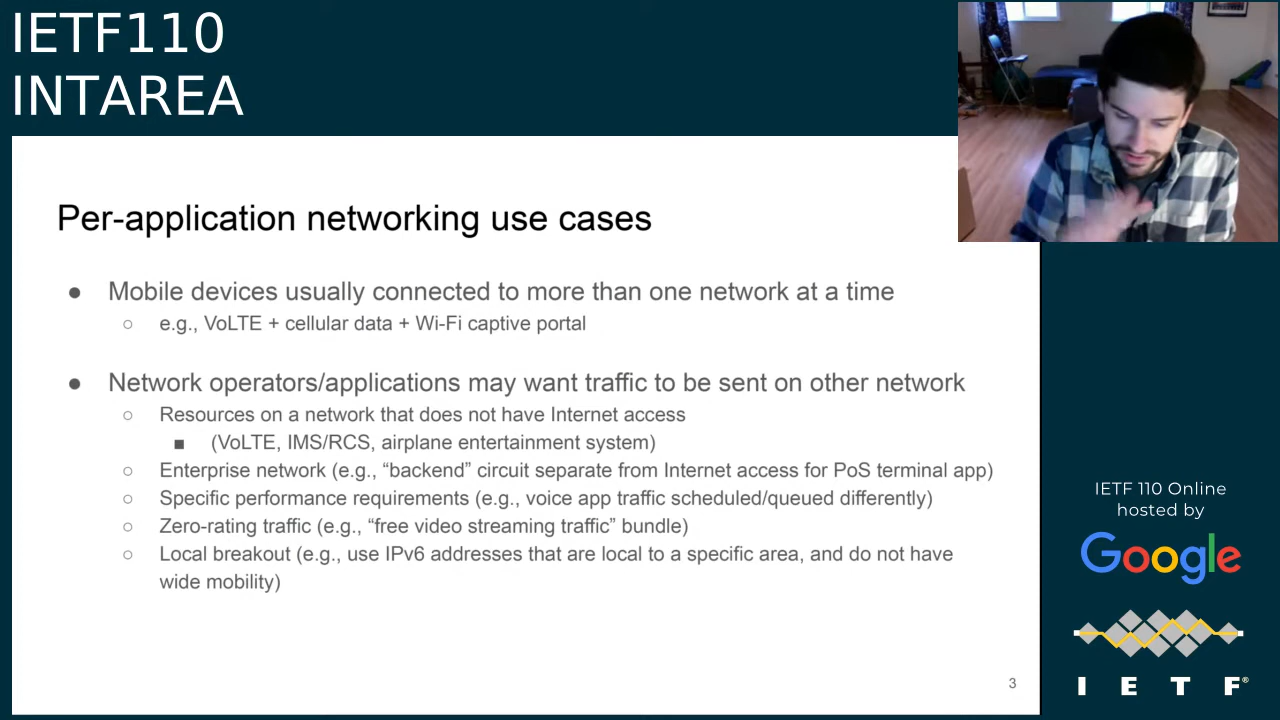 IETF110
INTAREA
Per-application networking use cases
● Mobile devices usually connected to more than one network at a time
○ e.g., VoLTE + cellular data + Wi-Fi captive portal
● Network operators/applications may want traffic to be sent on other network
○ Resources on a network that does not have Internet access
■ (VoLTE, IMS/RCS, airplane entertainment system)
○ Enterprise network (e.g., “backend” circuit separate from Internet access for PoS terminal app)
○ Specific performance requirements (e.g., voice app traffic scheduled/queued differently)
○ Zero-rating traffic (e.g., “free video streaming traffic” bundle)
○ Local breakout (e.g., use IPv6 addresses that are local to a specific area, and do not have
wide mobility)
3
IETF 110 Online
hosted by
Google
I E T F®